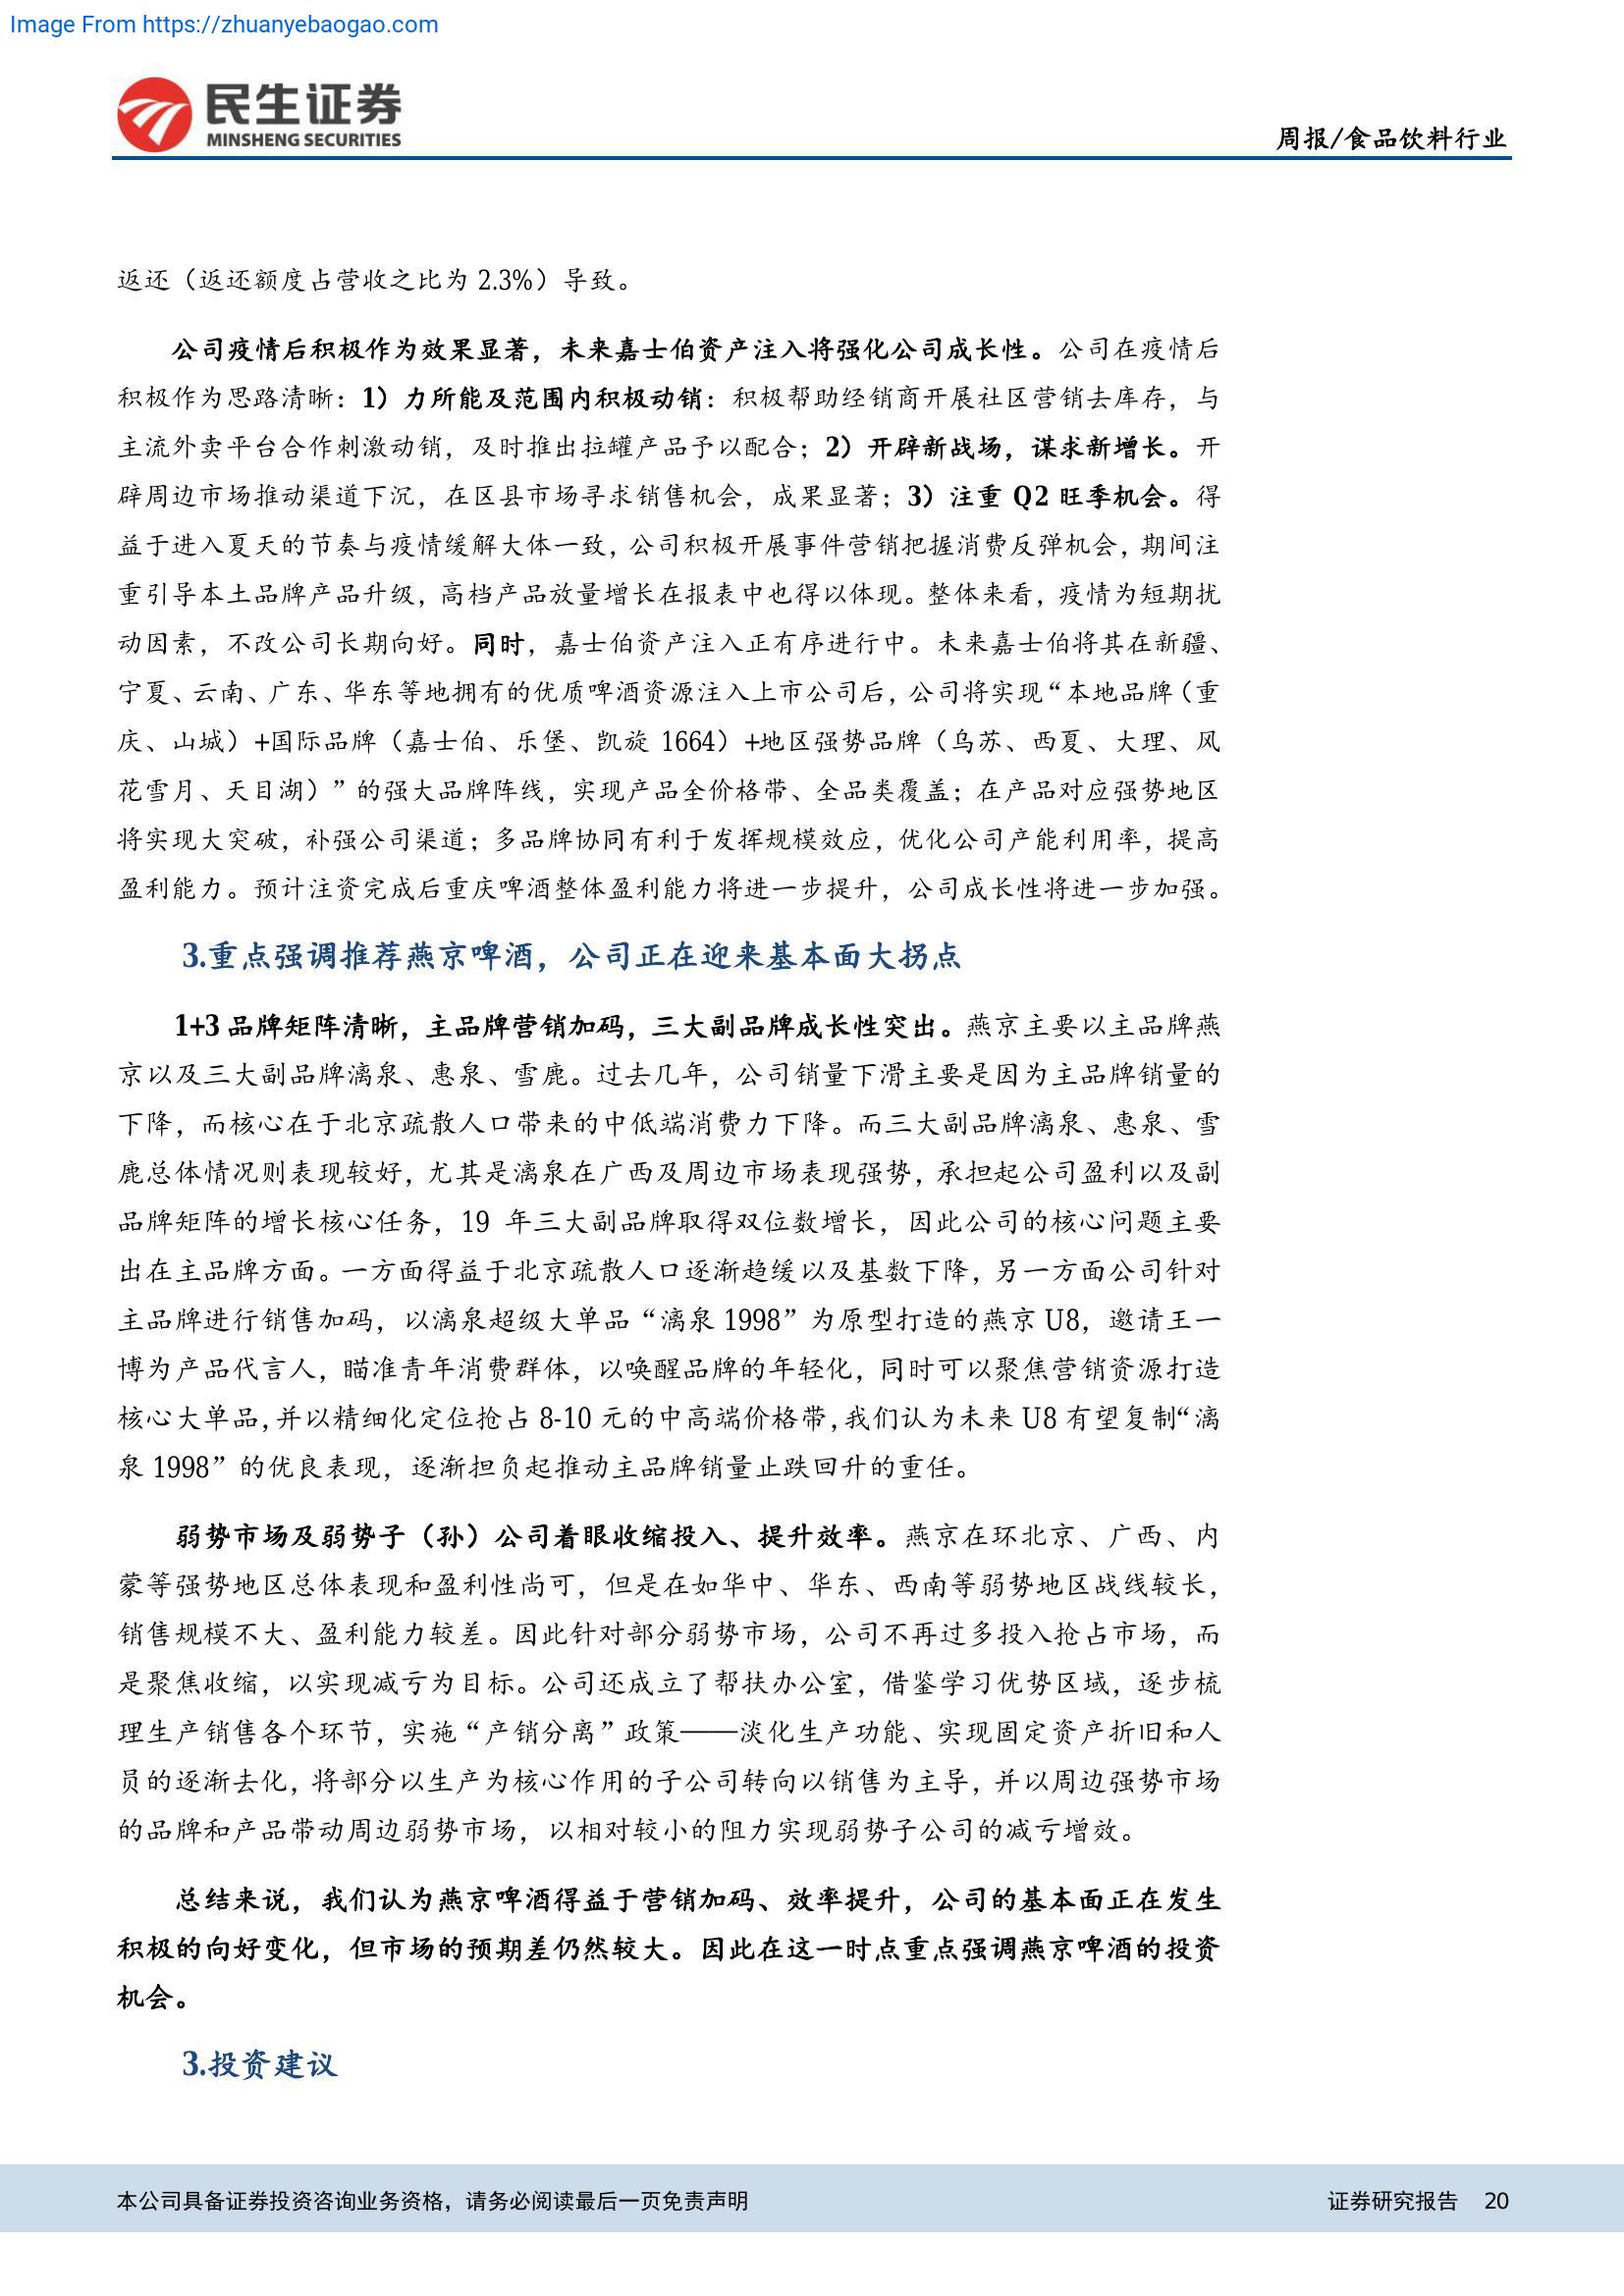 Image From https://zhuanyebaogao.com
民生证券
MINSHENG SECURITIES
周报/食品饮料行业
返还（返还额度占营收之比为 2.3%）导致。
公司疫情后积极作为效果显著，未来嘉士伯资产注入将强化公司成长性。公司在疫情后
积极作为思路清晰：1）力所能及范围内积极动销：积极帮助经销商开展社区营销去库存，与
主流外卖平台合作刺激动销，及时推出拉罐产品予以配合；2）开辟新战场，谋求新增长。开
辟周边市场推动渠道下沉，在区县市场寻求销售机会，成果显著；3）注重 Q2 旺季机会。得
益于进入夏天的节奏与疫情缓解大体一致，公司积极开展事件营销把握消费反弹机会，期间注
重引导本土品牌产品升级，高档产品放量增长在报表中也得以体现。整体来看，疫情为短期扰
动因素，不改公司长期向好。同时，嘉士伯资产注入正有序进行中。未来嘉士伯将其在新疆、
宁夏、云南、广东、华东等地拥有的优质啤酒资源注入上市公司后，公司将实现“本地品牌（重
庆、山城）+国际品牌（嘉士伯、乐堡、凯旋 1664）+地区强势品牌（乌苏、西夏、大理、风
花雪月、天目湖）”的强大品牌阵线，实现产品全价格带、全品类覆盖；在产品对应强势地区
将实现大突破，补强公司渠道；多品牌协同有利于发挥规模效应，优化公司产能利用率，提高
盈利能力。预计注资完成后重庆啤酒整体盈利能力将进一步提升，公司成长性将进一步加强。
3.重点强调推荐燕京啤酒，公司正在迎来基本面大拐点
1+3 品牌矩阵清晰，主品牌营销加码，三大副品牌成长性突出。燕京主要以主品牌燕
京以及三大副品牌漓泉、惠泉、雪鹿。过去几年，公司销量下滑主要是因为主品牌销量的
下降，而核心在于北京疏散人口带来的中低端消费力下降。而三大副品牌漓泉、惠泉、雪
鹿总体情况则表现较好，尤其是漓泉在广西及周边市场表现强势，承担起公司盈利以及副
品牌矩阵的增长核心任务，19 年三大副品牌取得双位数增长，因此公司的核心问题主要
出在主品牌方面。一方面得益于北京疏散人口逐渐趋缓以及基数下降，另一方面公司针对
主品牌进行销售加码，以漓泉超级大单品“漓泉 1998”为原型打造的燕京 U8，邀请王一
博为产品代言人，瞄准青年消费群体，以唤醒品牌的年轻化，同时可以聚焦营销资源打造
核心大单品，并以精细化定位抢占 8-10 元的中高端价格带，我们认为未来 U8 有望复制“漓
泉 1998”的优良表现，逐渐担负起推动主品牌销量止跌回升的重任。
弱势市场及弱势子（孙）公司着眼收缩投入、提升效率。燕京在环北京、广西、内
蒙等强势地区总体表现和盈利性尚可，但是在如华中、华东、西南等弱势地区战线较长，
销售规模不大、盈利能力较差。因此针对部分弱势市场，公司不再过多投入抢占市场，而
是聚焦收缩，以实现减亏为目标。公司还成立了帮扶办公室，借鉴学习优势区域，逐步梳
理生产销售各个环节，实施“产销分离”政策——淡化生产功能、实现固定资产折旧和人
员的逐渐去化，将部分以生产为核心作用的子公司转向以销售为主导，并以周边强势市场
的品牌和产品带动周边弱势市场，以相对较小的阻力实现弱势子公司的减亏增效。
总结来说，我们认为燕京啤酒得益于营销加码、效率提升，公司的基本面正在发生
积极的向好变化，但市场的预期差仍然较大。因此在这一时点重点强调燕京啤酒的投资
机会。
3.投资建议
本公司具备证券投资咨询业务资格，请务必阅读最后一页免责声明
证券研究报告 20